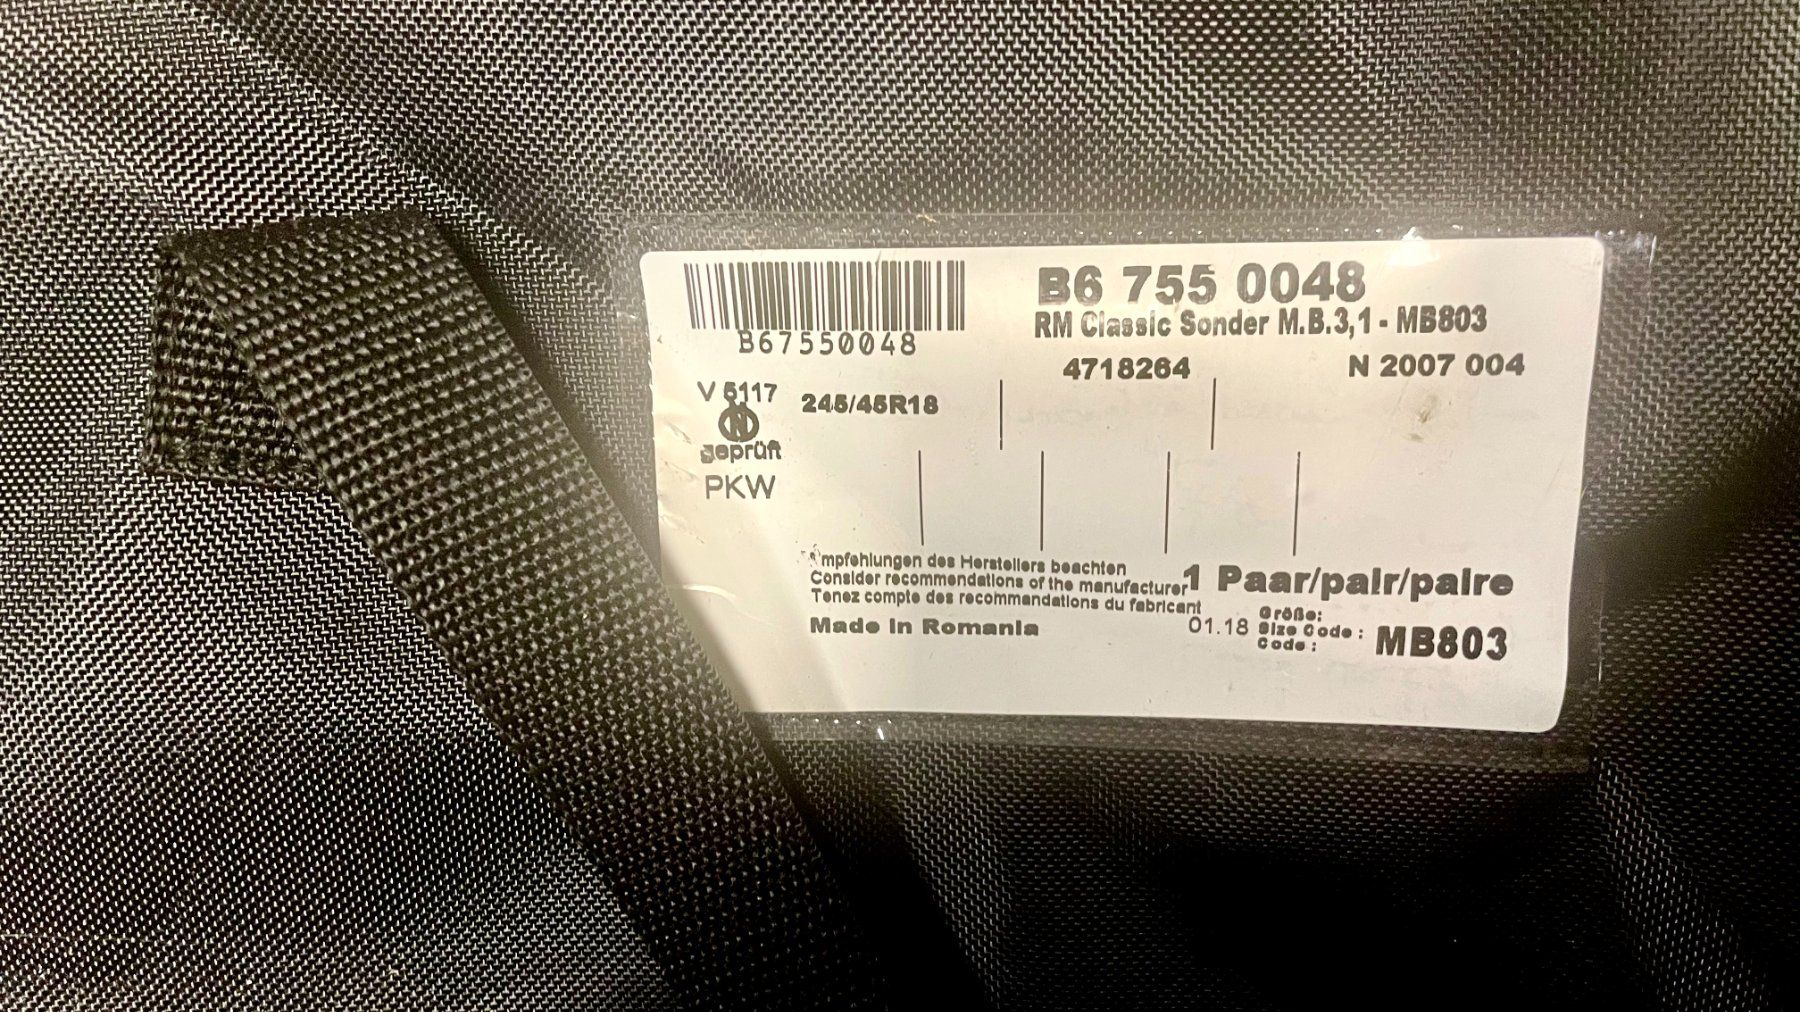 B6 755 0048
B67550048
RM Classic Sonder M.B.3,1 - MB803
4718264
N 2007 004
V 5117
N
geprüft
PKW
245/45R18
Empfehlungen des Herstellers beachten
Consider recommendations of the manufacturer
Tenez compte des recommandations du fabricant
1 Paar/pair/paire
Made in Romania
01.18
Größe:
Size Code :
Code :
MB803